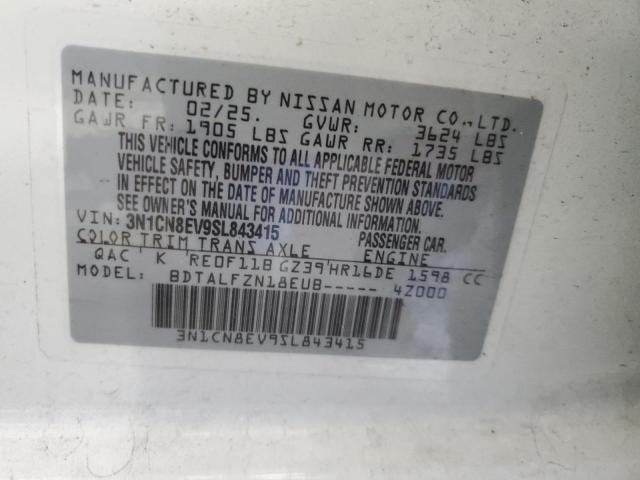 MANUFACTURED BY NISSAN MOTOR CO.,LTD.
DATE: 02/25. GVWR: 3624 LBS
GAWR FR: 1905 LBS GAWR RR: 1735 LBS
THIS VEHICLE CONFORMS TO ALL APPLICABLE FEDERAL MOTOR
VEHICLE SAFETY, BUMPER AND THEFT PREVENTION STANDARDS
IN EFFECT ON THE DATE OF MANUFACTURE SHOWN ABOVE.
SEE OWNER'S MANUAL FOR ADDITIONAL INFORMATION.
VIN: 3N1CN8EV9SL843415 PASSENGER CAR.
COLOR TRIM TRANS AXLE ENGINE
QAC K RE0F11B GZ39 HR16DE 1598 CC
MODEL: BDTALFZN18EUB----- 4Z000
3N1CN8EV9SL843415